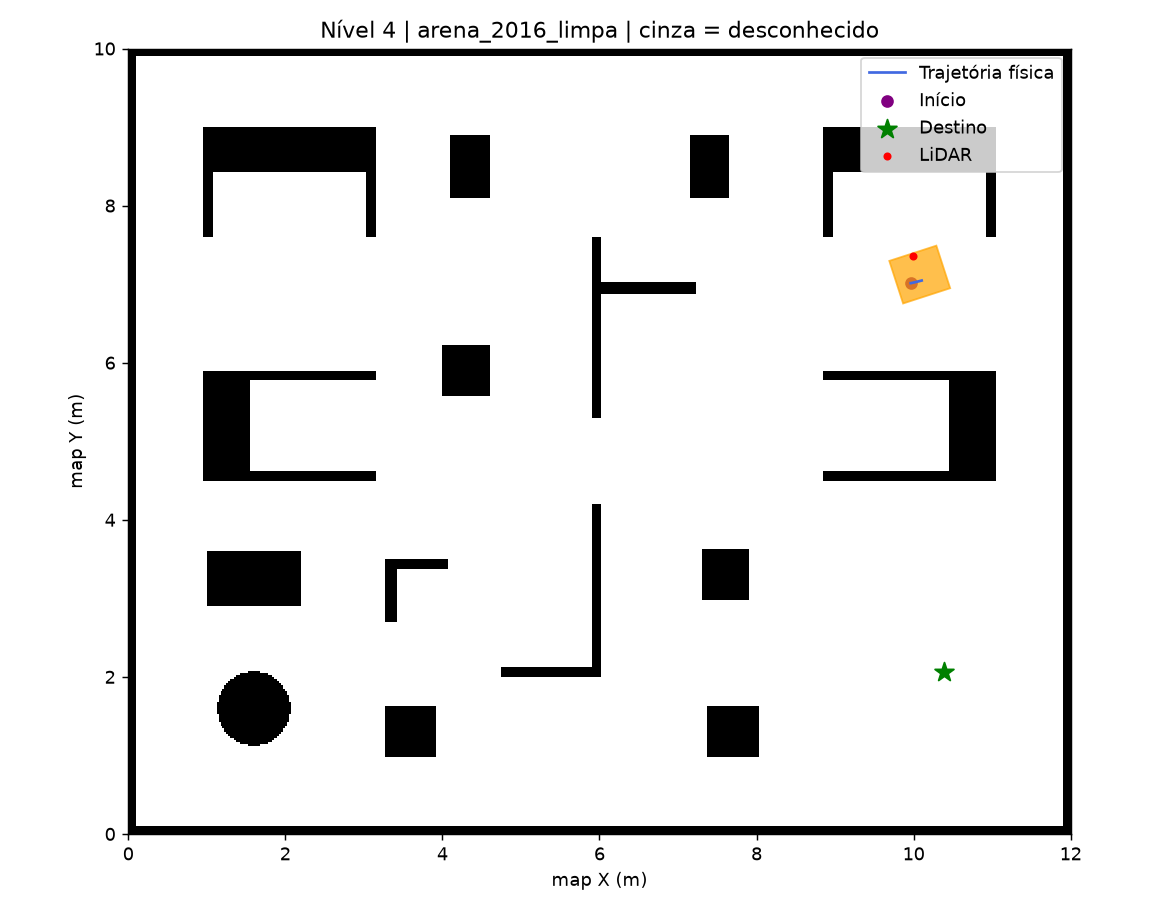 Nível 4 | arena_2016_limpa | cinza = desconhecido
Trajetória física
Início
Destino
LiDAR
10
8
6
4
2
0
map Y (m)
0 2 4 6 8 10 12
map X (m)